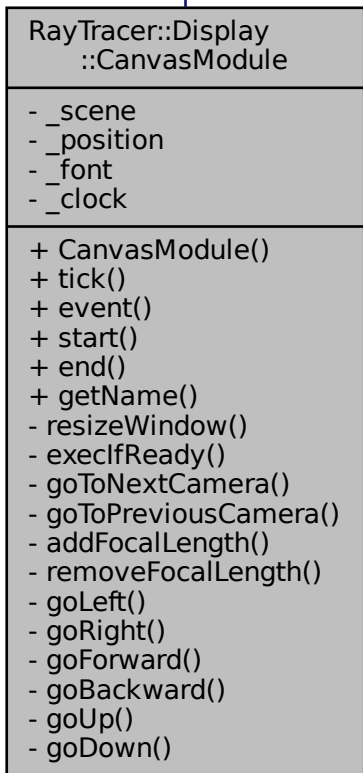 RayTracer::Display
::CanvasModule
- _scene
- _position
- _font
- _clock
+ CanvasModule()
+ tick()
+ event()
+ start()
+ end()
+ getName()
- resizeWindow()
- execIfReady()
- goToNextCamera()
- goToPreviousCamera()
- addFocalLength()
- removeFocalLength()
- goLeft()
- goRight()
- goForward()
- goBackward()
- goUp()
- goDown()